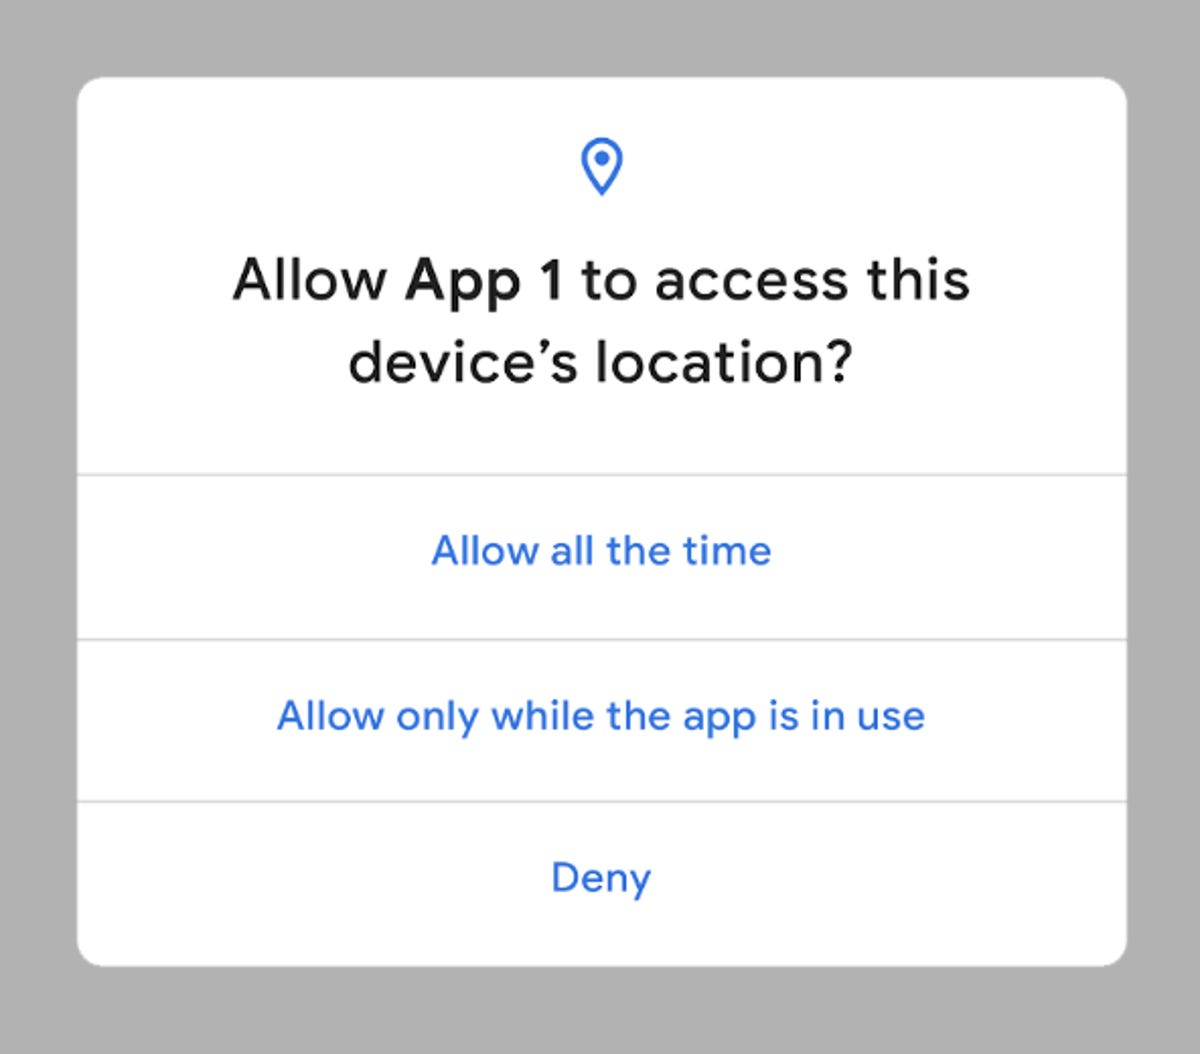 Allow App 1 to access this
device’s location?
Allow all the time
Allow only while the app is in use
Deny